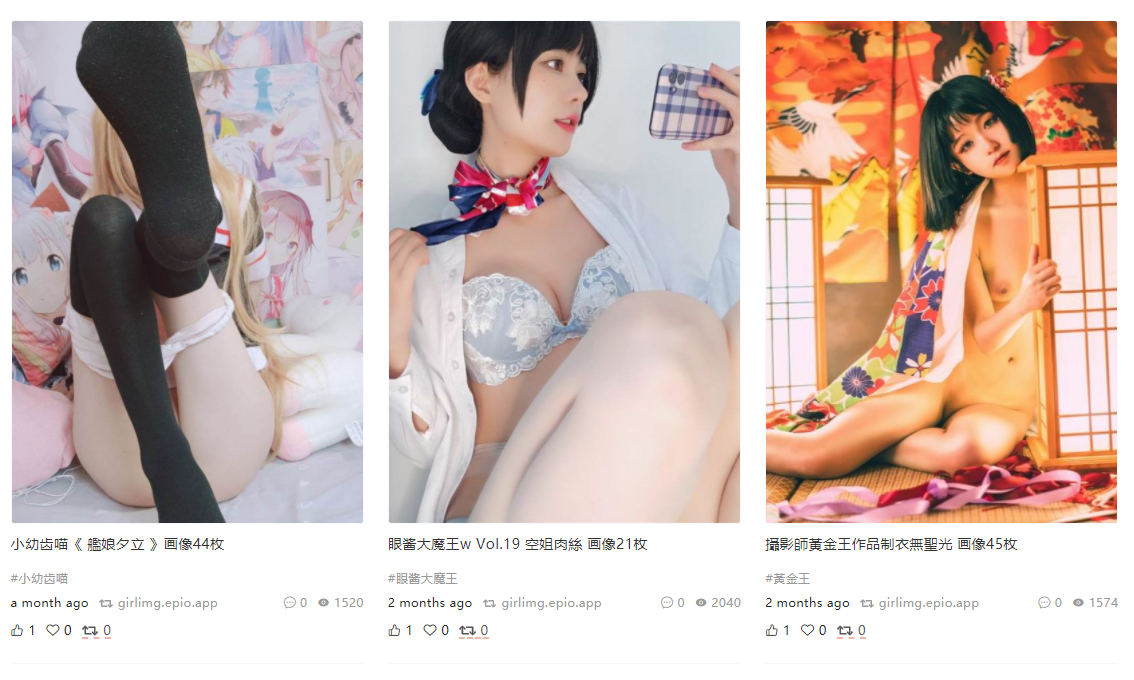 小幼齿喵《 艦娘夕立 》画像44枚
#小幼齿喵
a month ago girlimg.epio.app 0 1520
1 0 0
眼酱大魔王w Vol.19 空姐肉絲 画像21枚
#眼酱大魔王
2 months ago girlimg.epio.app 0 2040
1 0 0
攝影師黃金王作品制衣無聖光 画像45枚
#黃金王
2 months ago girlimg.epio.app 0 1574
1 0 0